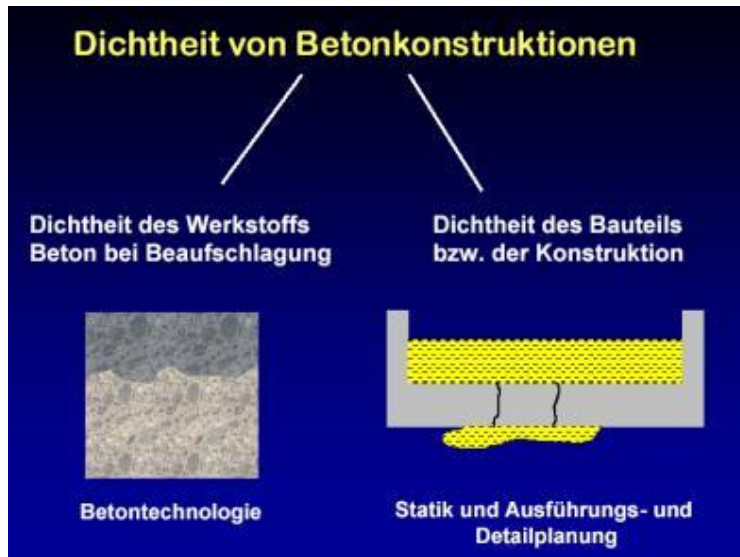 Dichtheit von Betonkonstruktionen
Dichtheit des Werkstoffs
Beton bei Beaufschlagung
Dichtheit des Bauteils
bzw. der Konstruktion
Betontechnologie
Statik und Ausführungs- und
Detailplanung